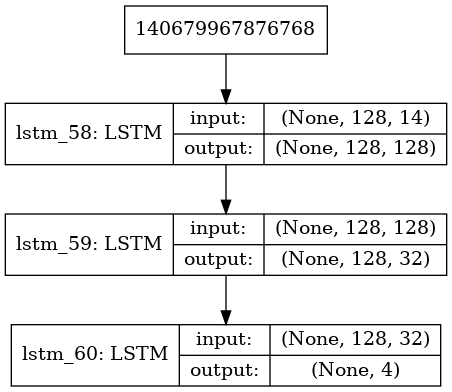 140679967876768
lstm_58: LSTM
input:
(None, 128, 14)
output:
(None, 128, 128)
lstm_59: LSTM
input:
(None, 128, 128)
output:
(None, 128, 32)
lstm_60: LSTM
input:
(None, 128, 32)
output:
(None, 4)